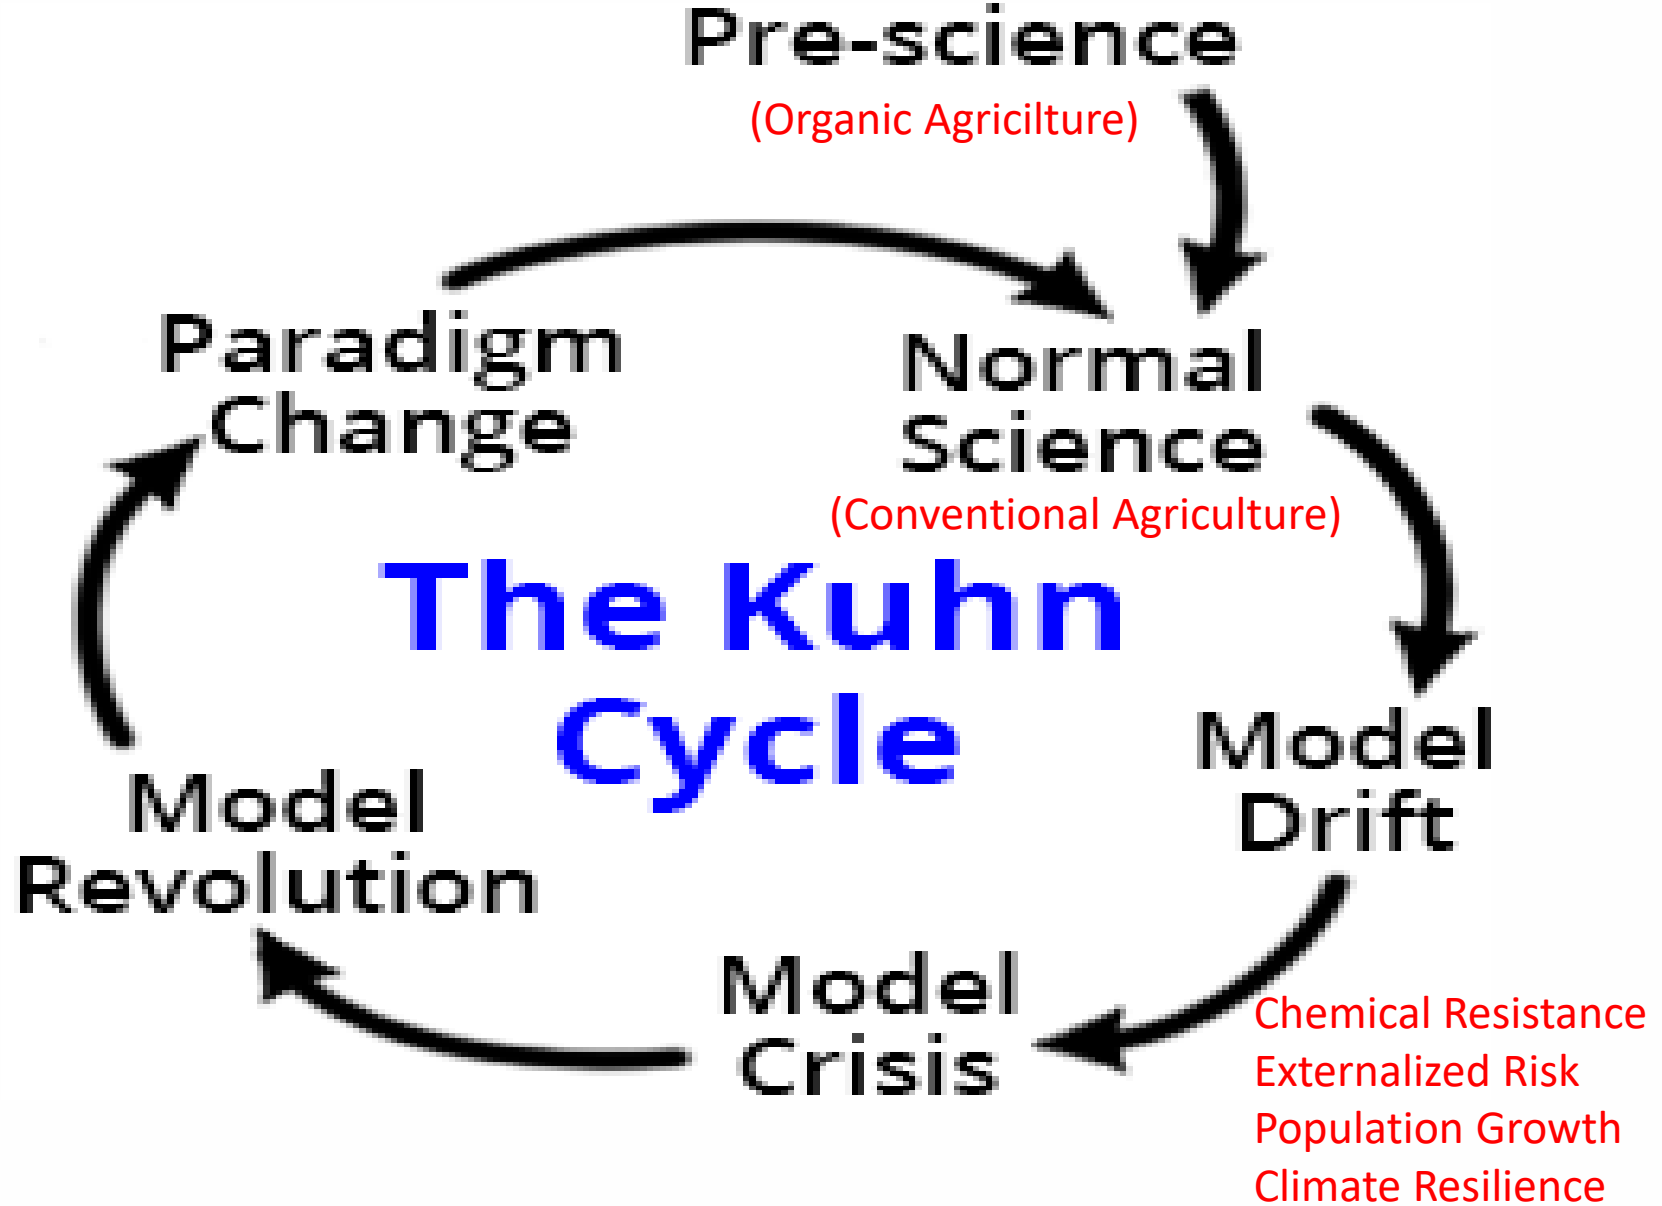 Pre-science
(Organic Agricilture)
Paradigm
Change
Normal
Science
(Conventional Agriculture)
The Kuhn
Cycle
Model
Drift
Model
Revolution
Model
Crisis
Chemical Resistance
Externalized Risk
Population Growth
Climate Resilience